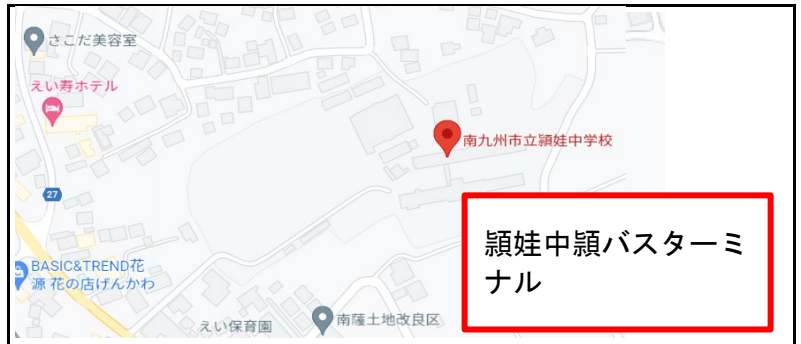 さこだ美容室
えい寿ホテル
南九州市立頴娃中学校
27
頴娃中頴バスターミ
ナル
BASIC&TREND花
源 花の店げんかわ
えい保育園
南薩土地改良区